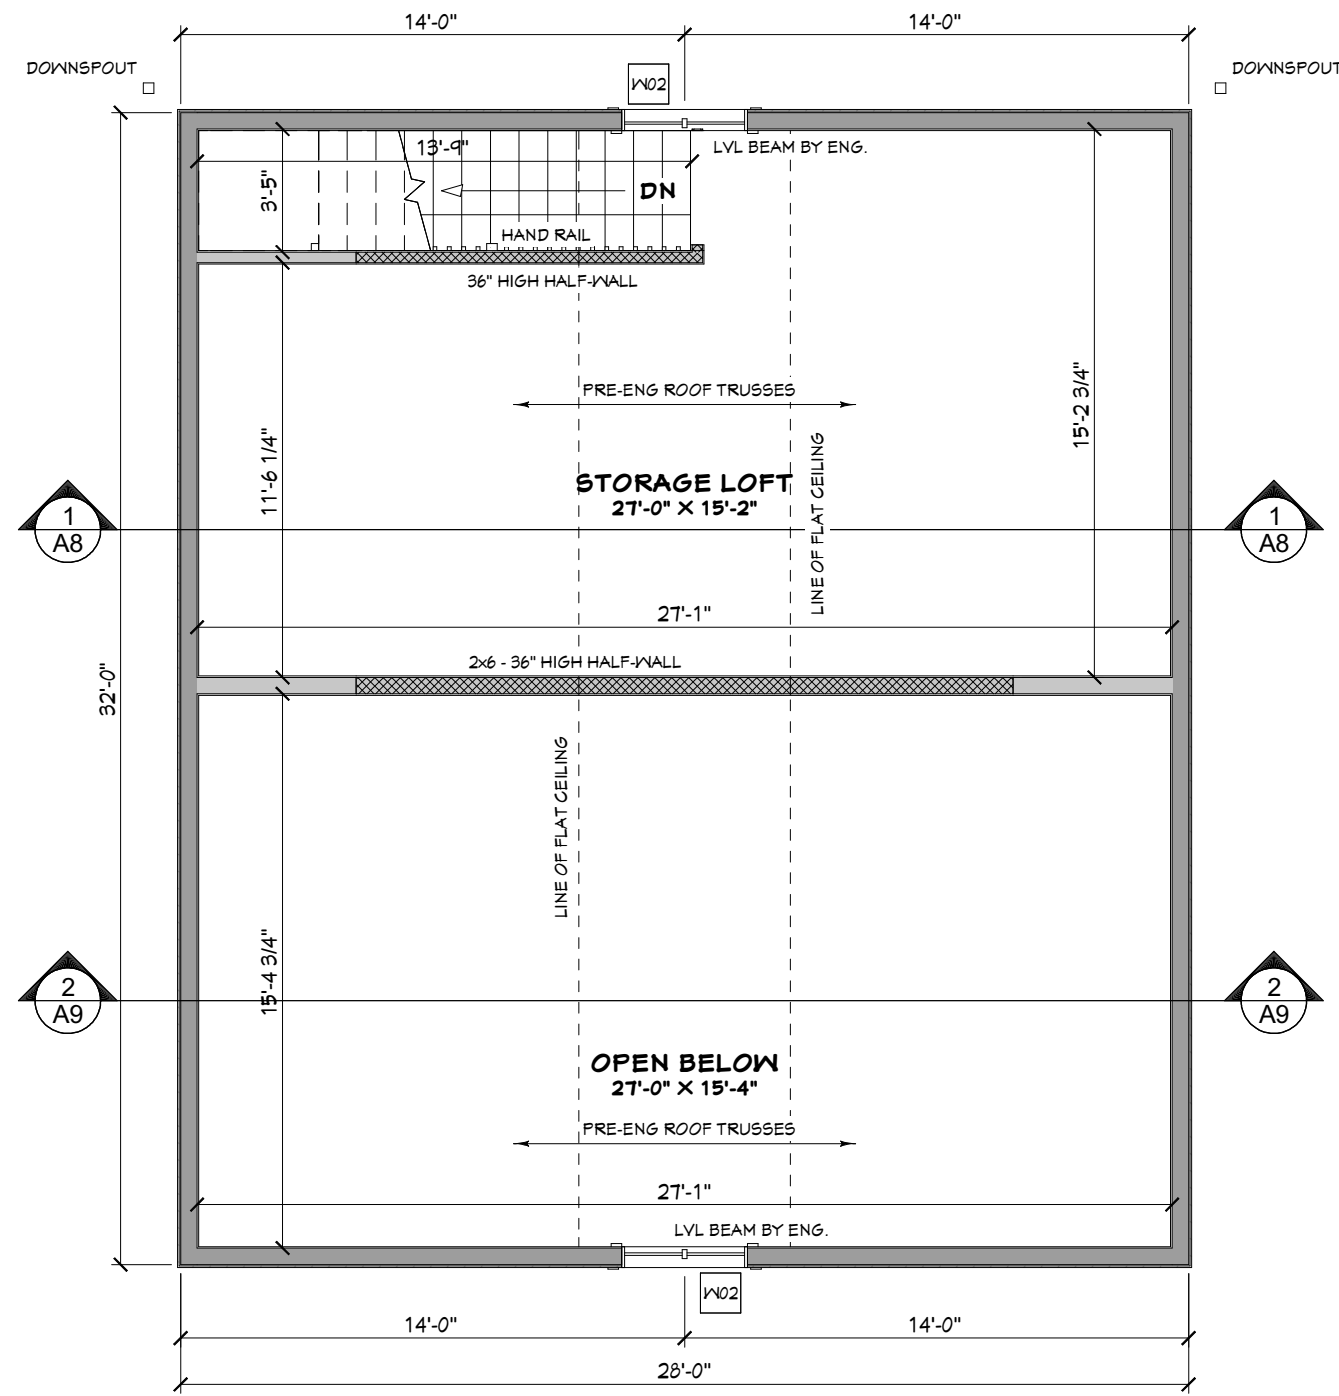 14'-0"
14'-0"
DOWNSPOUT
W02
DOWNSPOUT
13'-9"
LVL BEAM BY ENG.
3'-5"
DN
HAND RAIL
36" HIGH HALF-WALL
PRE-ENG ROOF TRUSSES
15'-2 3/4"
11'-6 1/4"
STORAGE LOFT
27'-0" X 15'-2"
LINE OF FLAT CEILING
1
A8
1
A8
27'-1"
2x6 - 36" HIGH HALF-WALL
32'-0"
LINE OF FLAT CEILING
15'-4 3/4"
2
A9
2
A9
OPEN BELOW
27'-0" X 15'-4"
PRE-ENG ROOF TRUSSES
27'-1"
LVL BEAM BY ENG.
W02
14'-0"
14'-0"
28'-0"